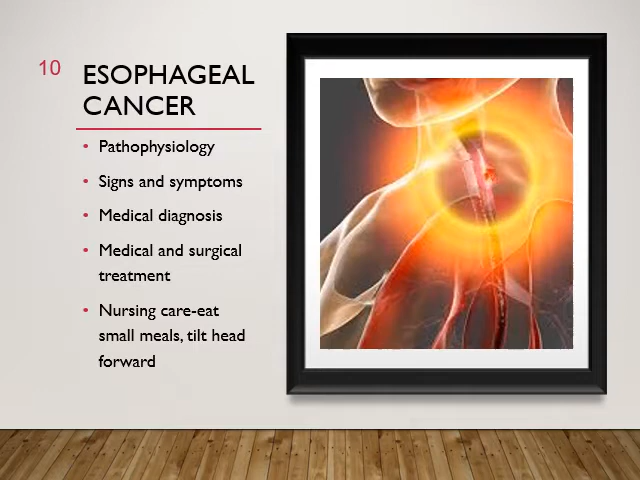 10
ESOPHAGEAL
CANCER
• Pathophysiology
• Signs and symptoms
• Medical diagnosis
• Medical and surgical
treatment
• Nursing care-eat
small meals, tilt head
forward